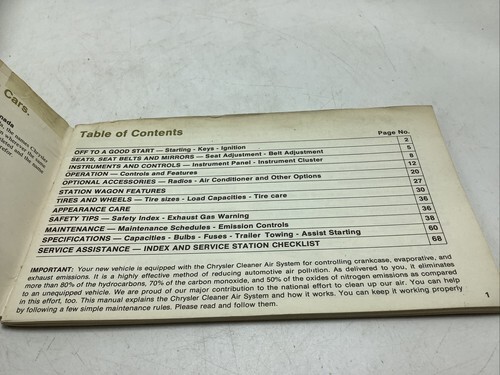 Cars.
Table of Contents
Page No.
OFF TO A GOOD START — Starting - Keys - Ignition 2
SEATS, SEAT BELTS AND MIRRORS — Seat Adjustment - Belt Adjustment 5
INSTRUMENTS AND CONTROLS — Instrument Panel - Instrument Cluster 8
OPERATION — Controls and Features 12
OPTIONAL ACCESSORIES — Radios - Air Conditioner and Other Options 20
STATION WAGON FEATURES 27
TIRES AND WHEELS — Tire sizes - Load Capacities - Tire care 30
APPEARANCE CARE 36
SAFETY TIPS — Safety Index - Exhaust Gas Warning 36
MAINTENANCE — Maintenance Schedules - Emission Controls 38
SPECIFICATIONS — Capacities - Bulbs - Fuses - Trailer Towing - Assist Starting 60
SERVICE ASSISTANCE — INDEX AND SERVICE STATION CHECKLIST 68
IMPORTANT: Your new vehicle is equipped with the Chrysler Cleaner Air System for controlling crankcase, evaporative, and
exhaust emissions. It is a highly effective method of reducing automotive air pollution. As delivered to you, it eliminates
more than 80% of the hydrocarbons, 70% of the carbon monoxide, and 50% of the oxides of nitrogen emissions as compared
to an unequipped vehicle. We are proud of our major contribution to the national effort to clean up our air. You can help
in this effort, too. This manual explains the Chrysler Cleaner Air System and how it works. You can keep it working properly
by following a few simple maintenance rules. Please read and follow them.
1